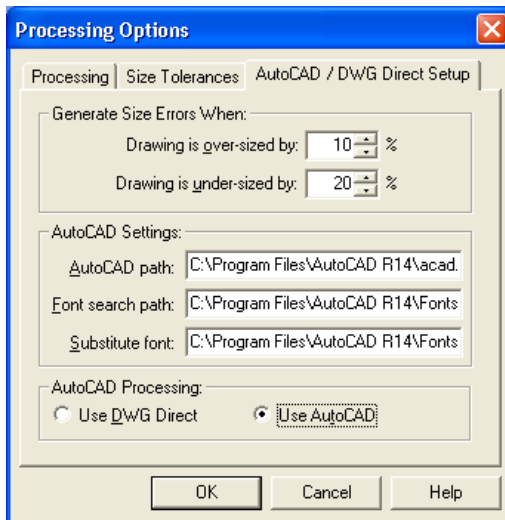 Processing Options
Processing Size Tolerances AutoCAD / DWG Direct Setup
Generate Size Errors When:
Drawing is over-sized by: 10 %
Drawing is under-sized by: 20 %
AutoCAD Settings:
AutoCAD path: C:\Program Files\AutoCAD R14\acad.
Font search path: C:\Program Files\AutoCAD R14\Fonts
Substitute font: C:\Program Files\AutoCAD R14\Fonts
AutoCAD Processing:
Use DWG Direct Use AutoCAD
OK Cancel Help